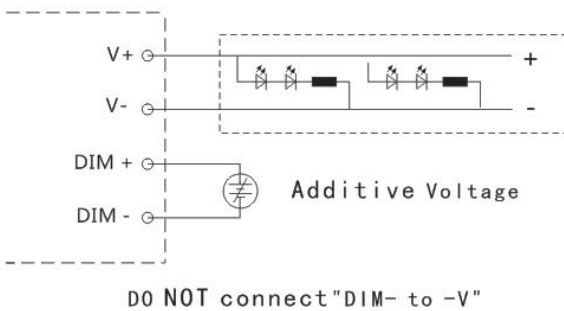 V+
+
V-
-
DIM +
Additive Voltage
DIM -
DO NOT connect"DIM- to -V"